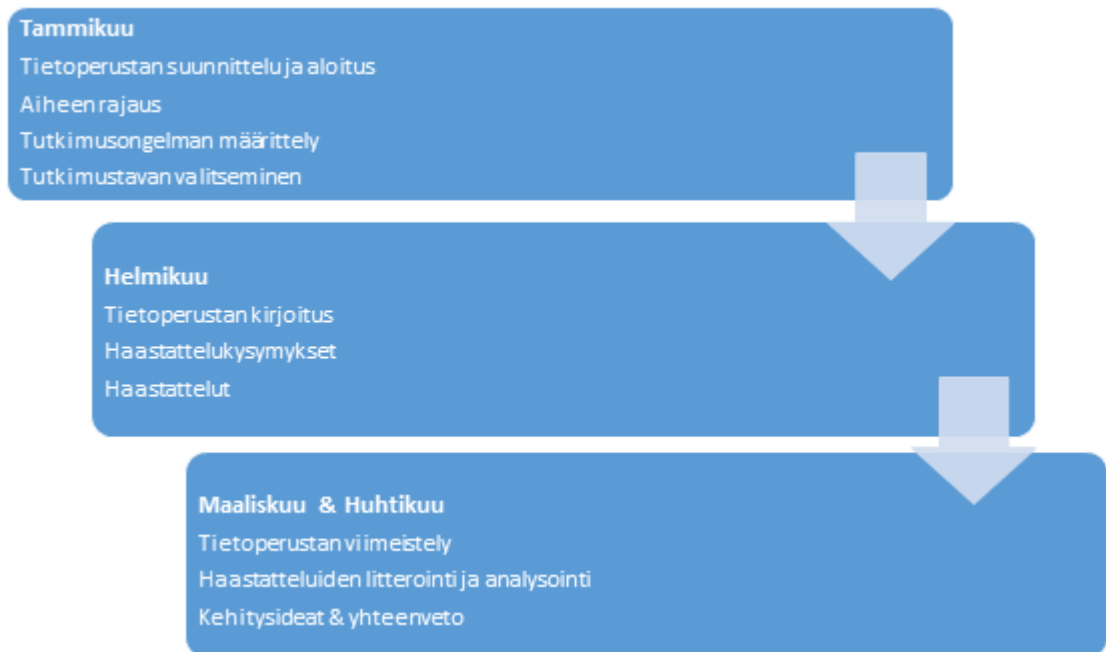 Tammikuu
Tietoperustan suunnittelu ja aloitus
Aiheen rajaus
Tutkimusongelman määrittely
Tutkimustavan valitseminen
Helmikuu
Tietoperustan kirjoitus
Haastattelukysymykset
Haastattelut
Maaliskuu & Huhtikuu
Tietoperustan viimeistely
Haastatteluiden litterointi ja analysointi
Kehitysideat & yhteenveto